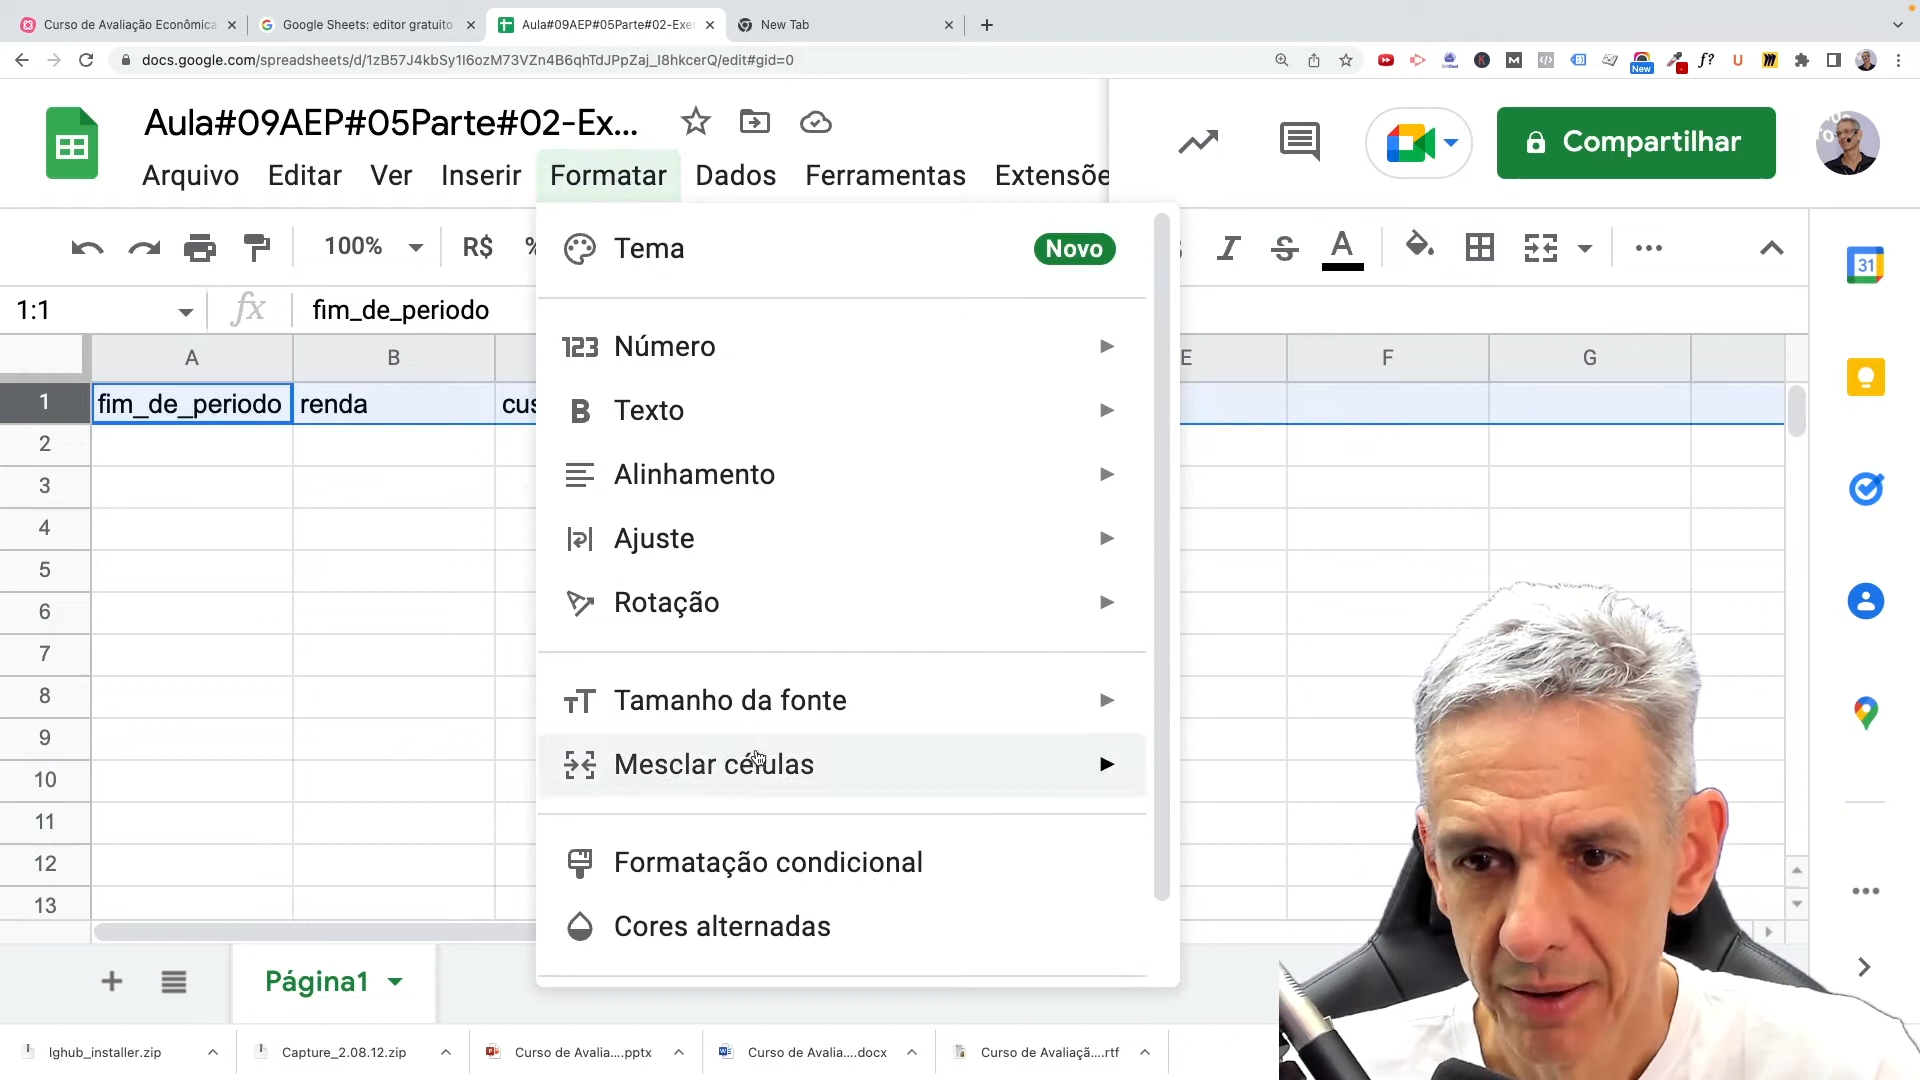 Curso de Avaliação Econômica
Google Sheets: editor gratuito
Aula#09AEP#05Parte#02-Exer
New Tab
docs.google.com/spreadsheets/d/1zB57J4kbSy1I6ozM73VZn4B6qhTdJPpZaj_I8hkcerQ/edit#gid=0
New
Aula#09AEP#05Parte#02-Ex...
Arquivo Editar Ver Inserir Formatar Dados Ferramentas Extensõe
Compartilhar
100% R$ %
1:1 fx fim_de_periodo
Tema Novo
Número
Texto
Alinhamento
Ajuste
Rotação
Tamanho da fonte
Mesclar células
Formatação condicional
Cores alternadas
A B E F G
1 fim_de_periodo renda cus
2
3
4
5
6
7
8
9
10
11
12
13
31
Página1
lghub_installer.zip
Capture_2.08.12.zip
Curso de Avalia....pptx
Curso de Avalia....docx
Curso de Avaliaçã....rtf